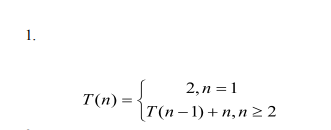 1.
T(n) = { 2, n = 1
T(n − 1) + n, n ≥ 2